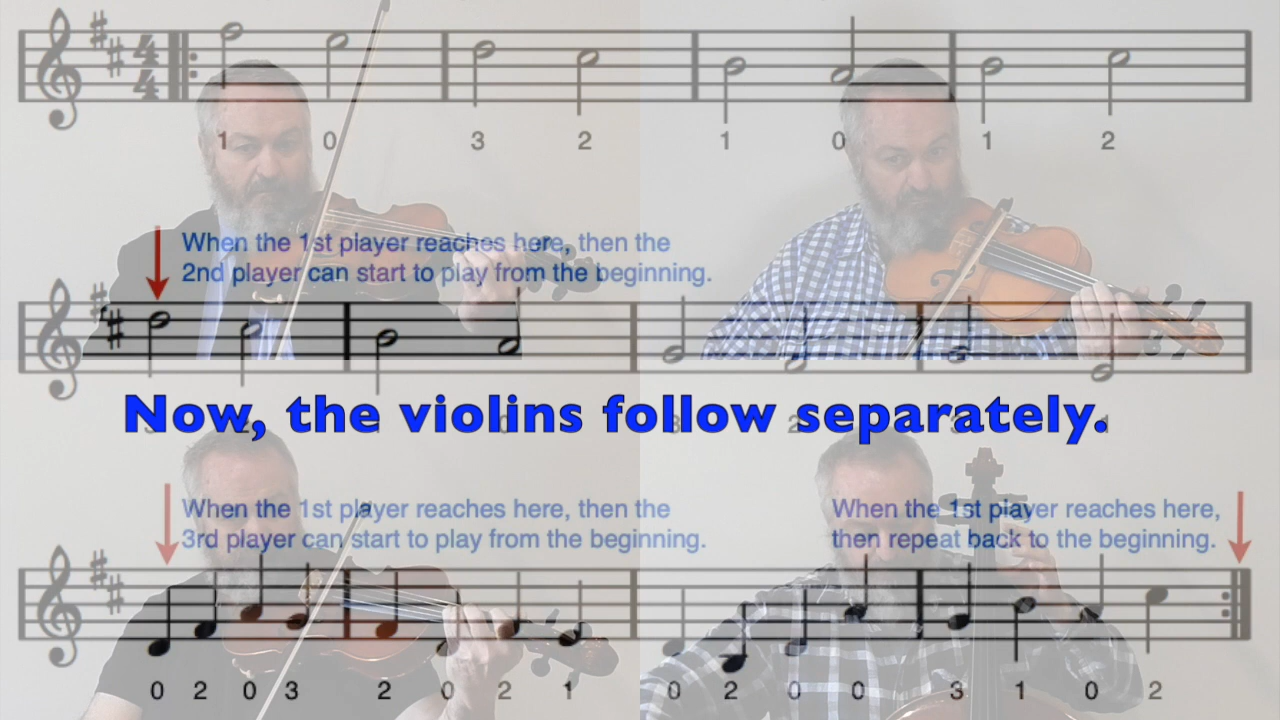 4
4
1 0 3 2 1 0 1 2
When the 1st player reaches here, then the
2nd player can start to play from the beginning.
Now, the violins follow separately.
When the 1st player reaches here, then the
3rd player can start to play from the beginning.
When the 1st player reaches here,
then repeat back to the beginning.
0 2 0 3 2 0 2 1 0 2 0 0 3 1 0 2